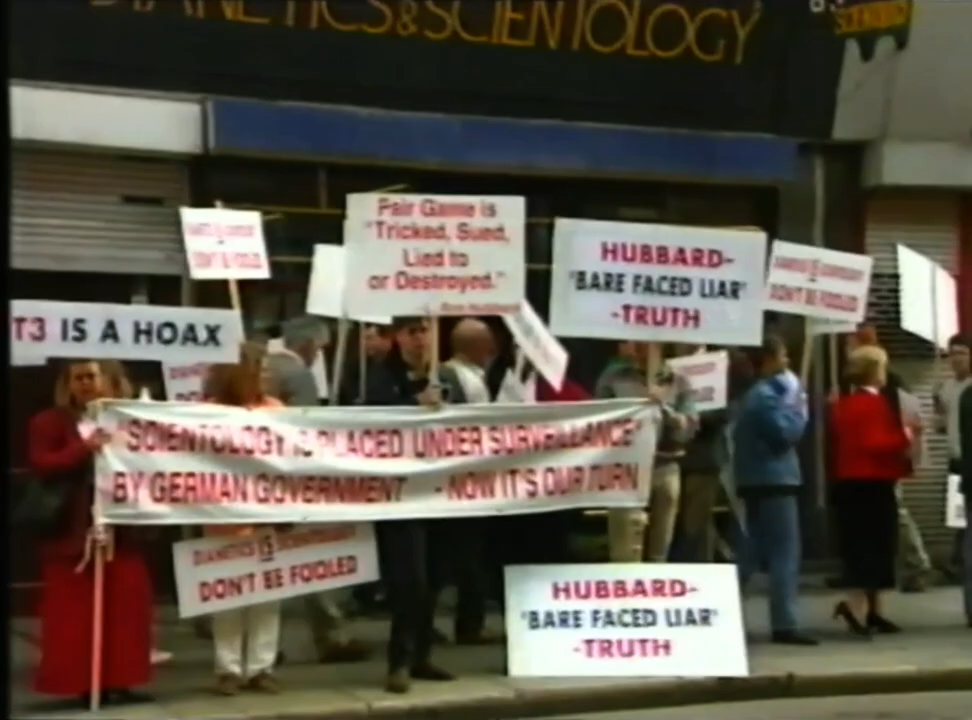 DIANETICS&SCIENTOLOGY
Fair Game is
"Tricked, Sued,
Lied to
or Destroyed."
HUBBARD-
"BARE FACED LIAR"
-TRUTH
DON'T BE FOOLED
DIANETICS IS SCIENTOLOGY
DON'T BE FOOLED
T3 IS A HOAX
"SCIENTOLOGY IS PLACED UNDER SURVEILLANCE"
BY GERMAN GOVERNMENT - NOW IT'S OUR TURN
DIANETICS IS SCIENTOLOGY
DON'T BE FOOLED
HUBBARD-
"BARE FACED LIAR"
-TRUTH